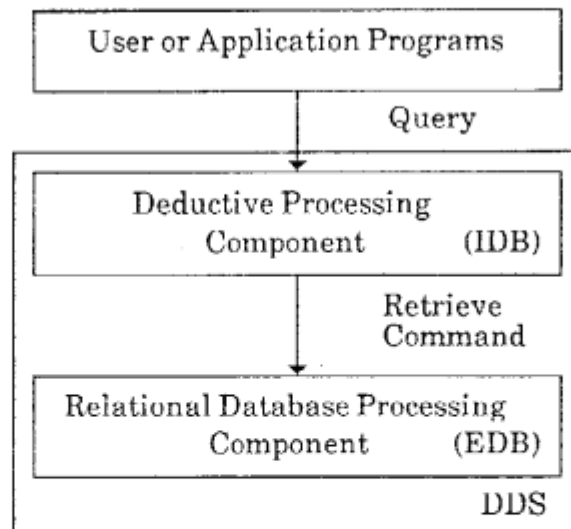 User or Application Programs
Query
Deductive Processing
Component (IDB)
Retrieve
Command
Relational Database Processing
Component (EDB)
DDS